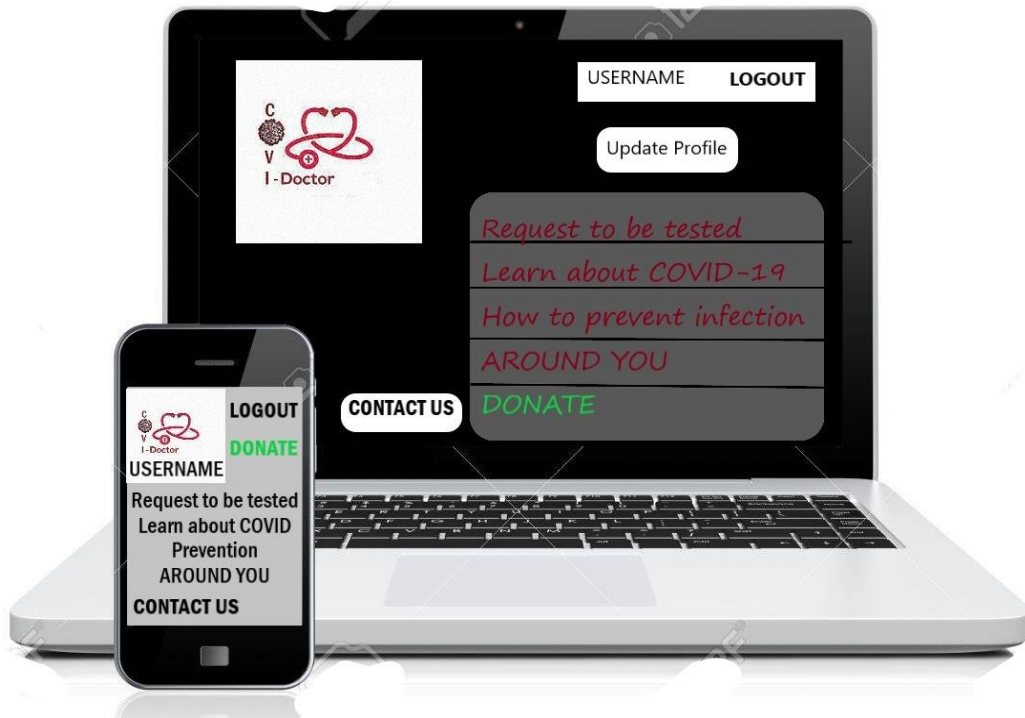 C
V
I-Doctor
USERNAME LOGOUT
Update Profile
Request to be tested
Learn about COVID-19
How to prevent infection
AROUND YOU
DONATE
CONTACT US
C
V
I-Doctor
USERNAME
LOGOUT
DONATE
Request to be tested
Learn about COVID
Prevention
AROUND YOU
CONTACT US